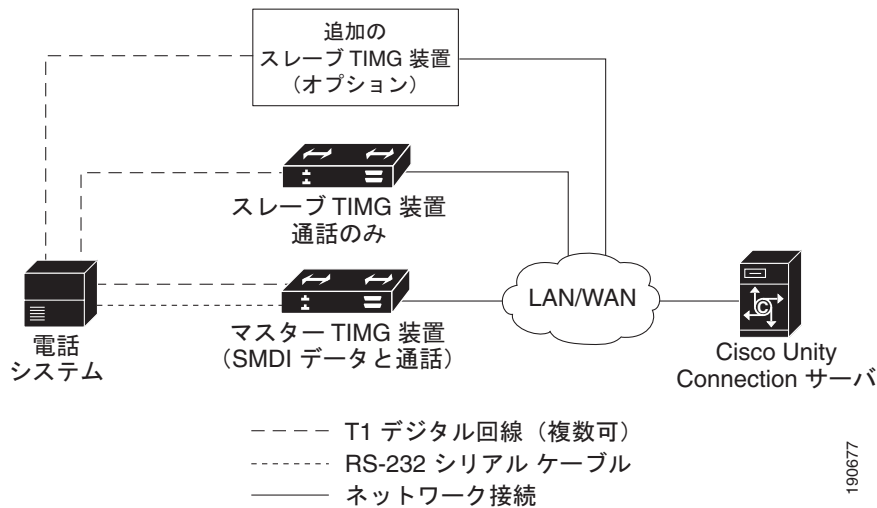 追加の
スレーブ TIMG 装置
（オプション）
スレーブ TIMG 装置
通話のみ
LAN/WAN
電話
システム
マスター TIMG 装置
（SMDI データと通話）
Cisco Unity
Connection サーバ
T1 デジタル回線（複数可）
RS-232 シリアル ケーブル
ネットワーク接続
190677